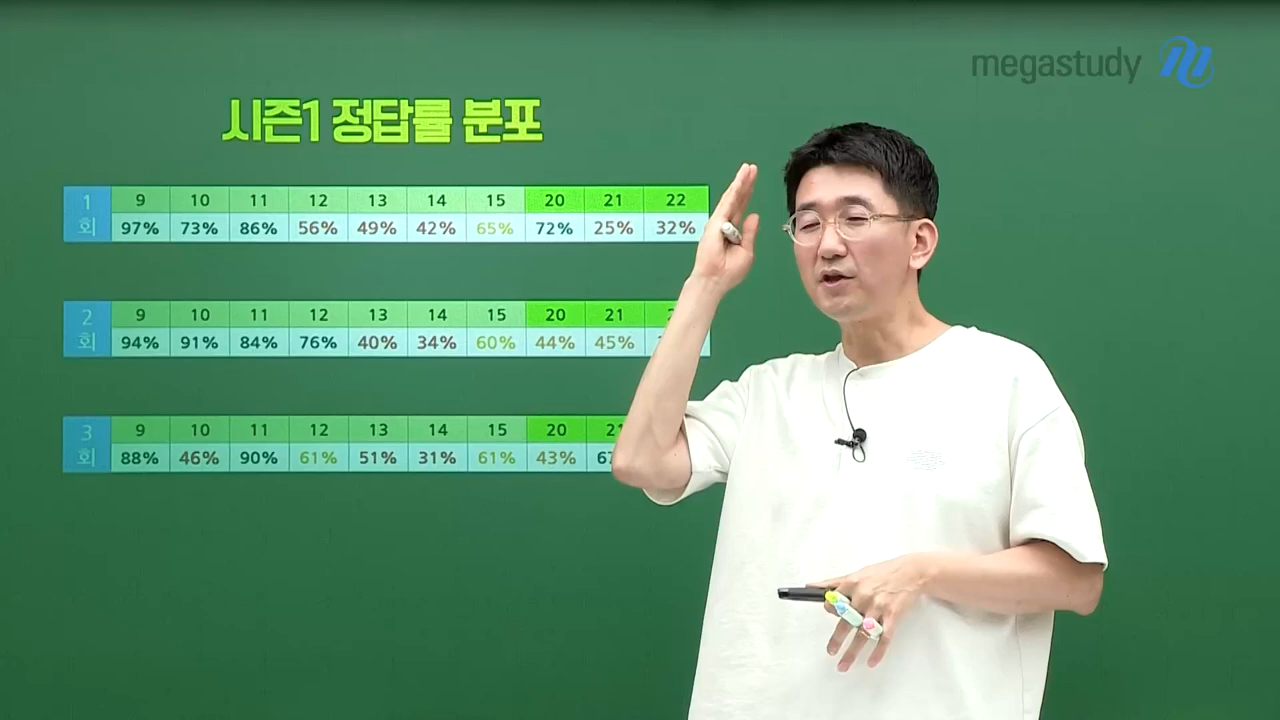 megastudy
시즌1 정답률 분포
1 회 9 10 11 12 13 14 15 20 21 22
97% 73% 86% 56% 49% 42% 65% 72% 25% 32%
2 회 9 10 11 12 13 14 15 20 21
94% 91% 84% 76% 40% 34% 60% 44% 45%
3 회 9 10 11 12 13 14 15 20
88% 46% 90% 61% 51% 31% 61% 43%